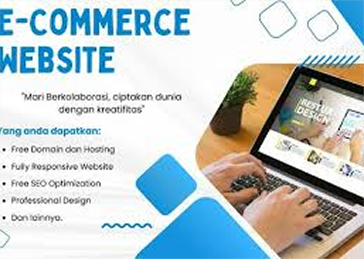 E-COMMERCE
WEBSITE
"Mari Berkolaborasi, ciptakan dunia
dengan kreatifitas"
Yang anda dapatkan:
Free Domain dan Hosting
Fully Responsive Website
Free SEO Optimization
Professional Design
Dan lainnya.
DESIGN